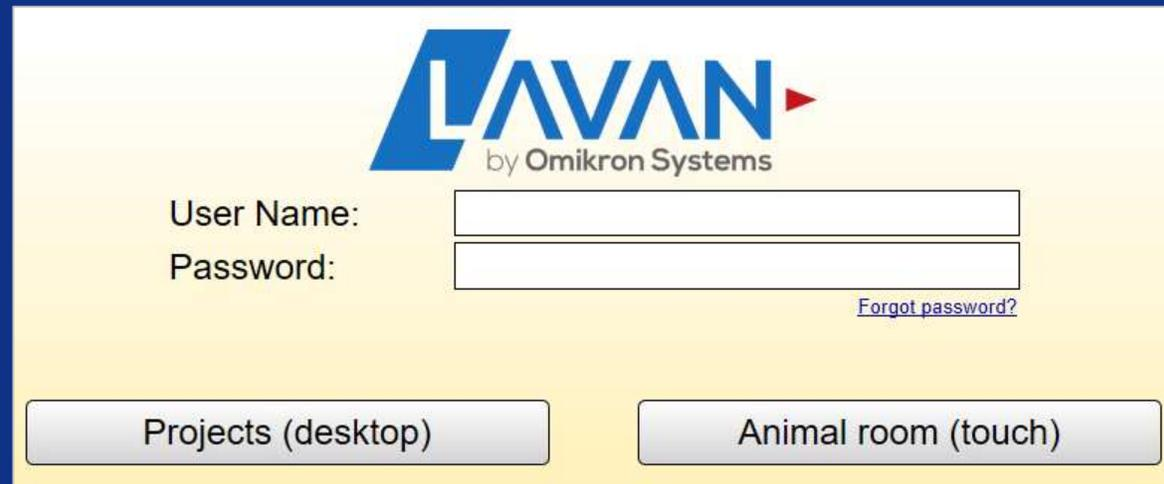 LAVAN
by Omikron Systems
User Name:
Password:
Forgot password?
Projects (desktop)
Animal room (touch)